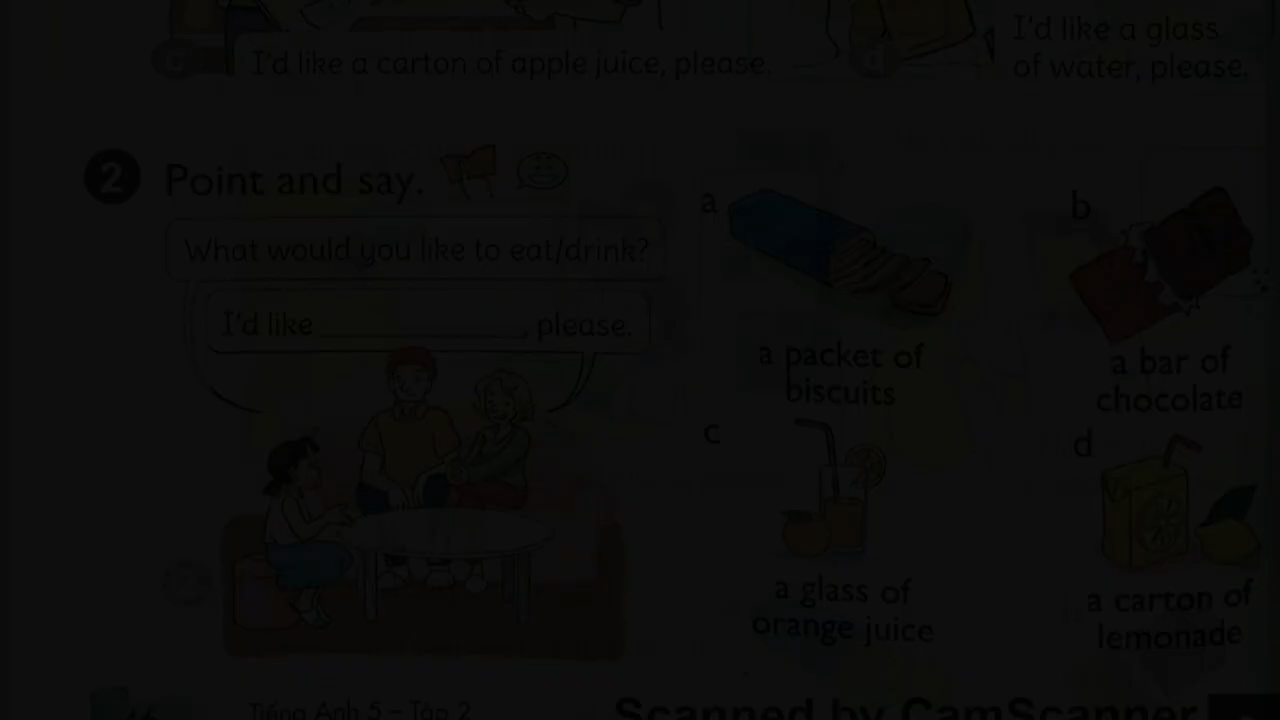 I'd like a carton of apple juice, please.
d
I'd like a glass
of water, please.
2 Point and say.
What would you like to eat/drink?
I'd like ____________, please.
a
a packet of
biscuits
b
a bar of
chocolate
c
a glass of
orange juice
d
a carton of
lemonade
Tiếng Anh 5 – Tập 2
Scanned by CamScanner